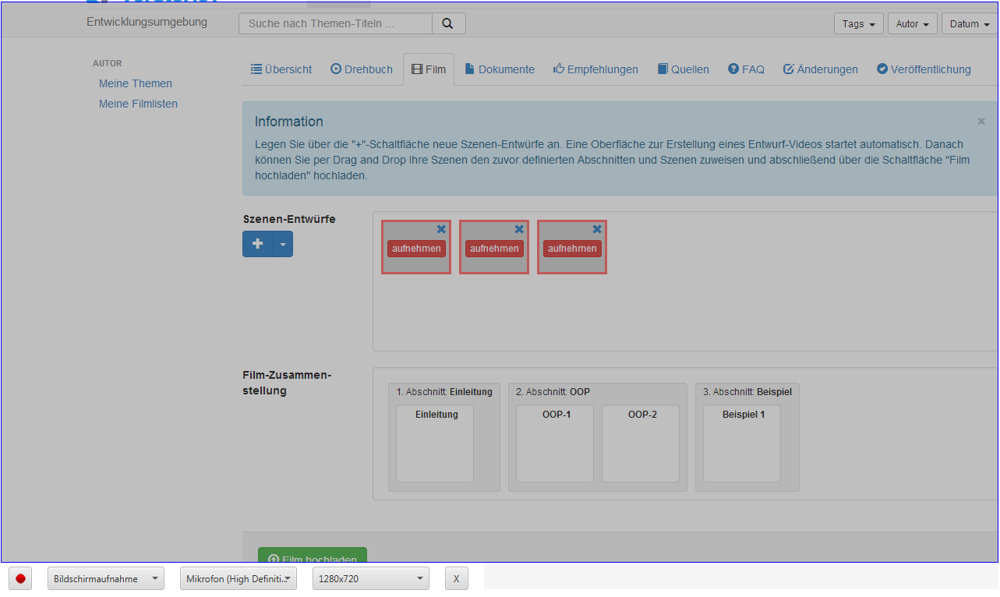 Entwicklungsumgebung
Suche nach Themen-Titeln ...
Tags Autor Datum
AUTOR
Meine Themen
Meine Filmlisten
Übersicht Drehbuch Film Dokumente Empfehlungen Quellen FAQ Änderungen Veröffentlichung
Information ×
Legen Sie über die "+"-Schaltfläche neue Szenen-Entwürfe an. Eine Oberfläche zur Erstellung eines Entwurf-Videos startet automatisch. Danach
können Sie per Drag and Drop Ihre Szenen den zuvor definierten Abschnitten und Szenen zuweisen und abschließend über die Schaltfläche "Film
hochladen" hochladen.
Szenen-Entwürfe
aufnehmen aufnehmen aufnehmen
Film-Zusammen-
stellung
1. Abschnitt: Einleitung 2. Abschnitt: OOP 3. Abschnitt: Beispiel
Einleitung OOP-1 OOP-2 Beispiel 1
Film hochladen
Bildschirmaufnahme Mikrofon (High Definiti... 1280x720 X